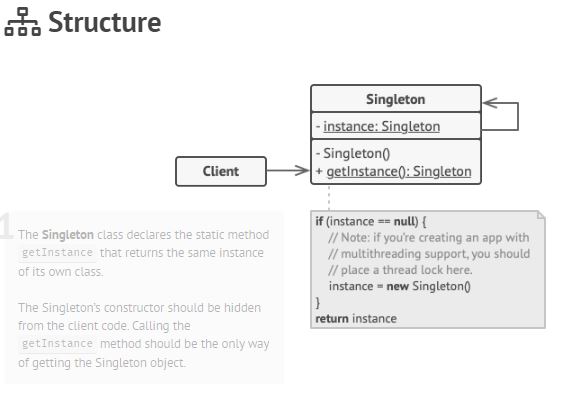 Structure
Singleton
- instance: Singleton
- Singleton()
+ getInstance(): Singleton
Client
1
The Singleton class declares the static method
getInstance that returns the same instance
of its own class.
The Singleton's constructor should be hidden
from the client code. Calling the
getInstance method should be the only way
of getting the Singleton object.
if (instance == null) {
// Note: if you're creating an app with
// multithreading support, you should
// place a thread lock here.
instance = new Singleton()
}
return instance